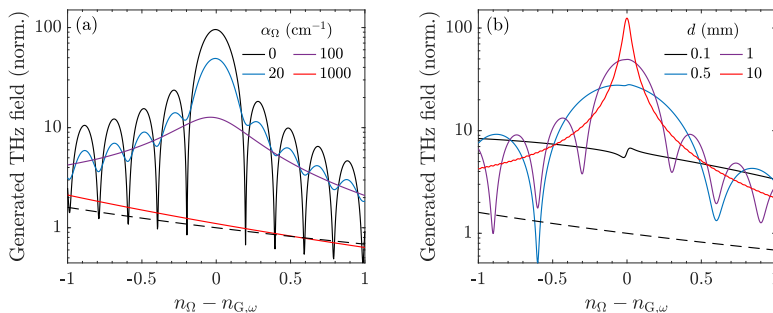 (a)
α_Ω (cm⁻¹)
0 100
20 1000
Generated THz field (norm.)
100
10
1
-1 -0.5 0 0.5 1
n_Ω − n_G,ω
(b)
d (mm)
0.1 1
0.5 10
Generated THz field (norm.)
100
10
1
-1 -0.5 0 0.5 1
n_Ω − n_G,ω